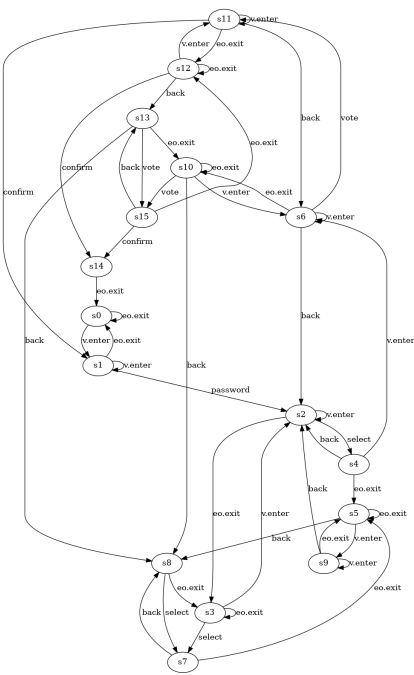 s11
v.enter
v.enter
eo.exit
s12
eo.exit
back
s13
back
vote
eo.exit
eo.exit
confirm
back
vote
s10
eo.exit
confirm
vote
v.enter
eo.exit
s15
s6
v.enter
confirm
s14
eo.exit
s0
eo.exit
back
v.enter
eo.exit
back
v.enter
s1
v.enter
back
password
s2
v.enter
back
select
s4
back
eo.exit
eo.exit
v.enter
s5
eo.exit
back
eo.exit
v.enter
s8
s9
v.enter
eo.exit
eo.exit
back
select
s3
eo.exit
select
s7